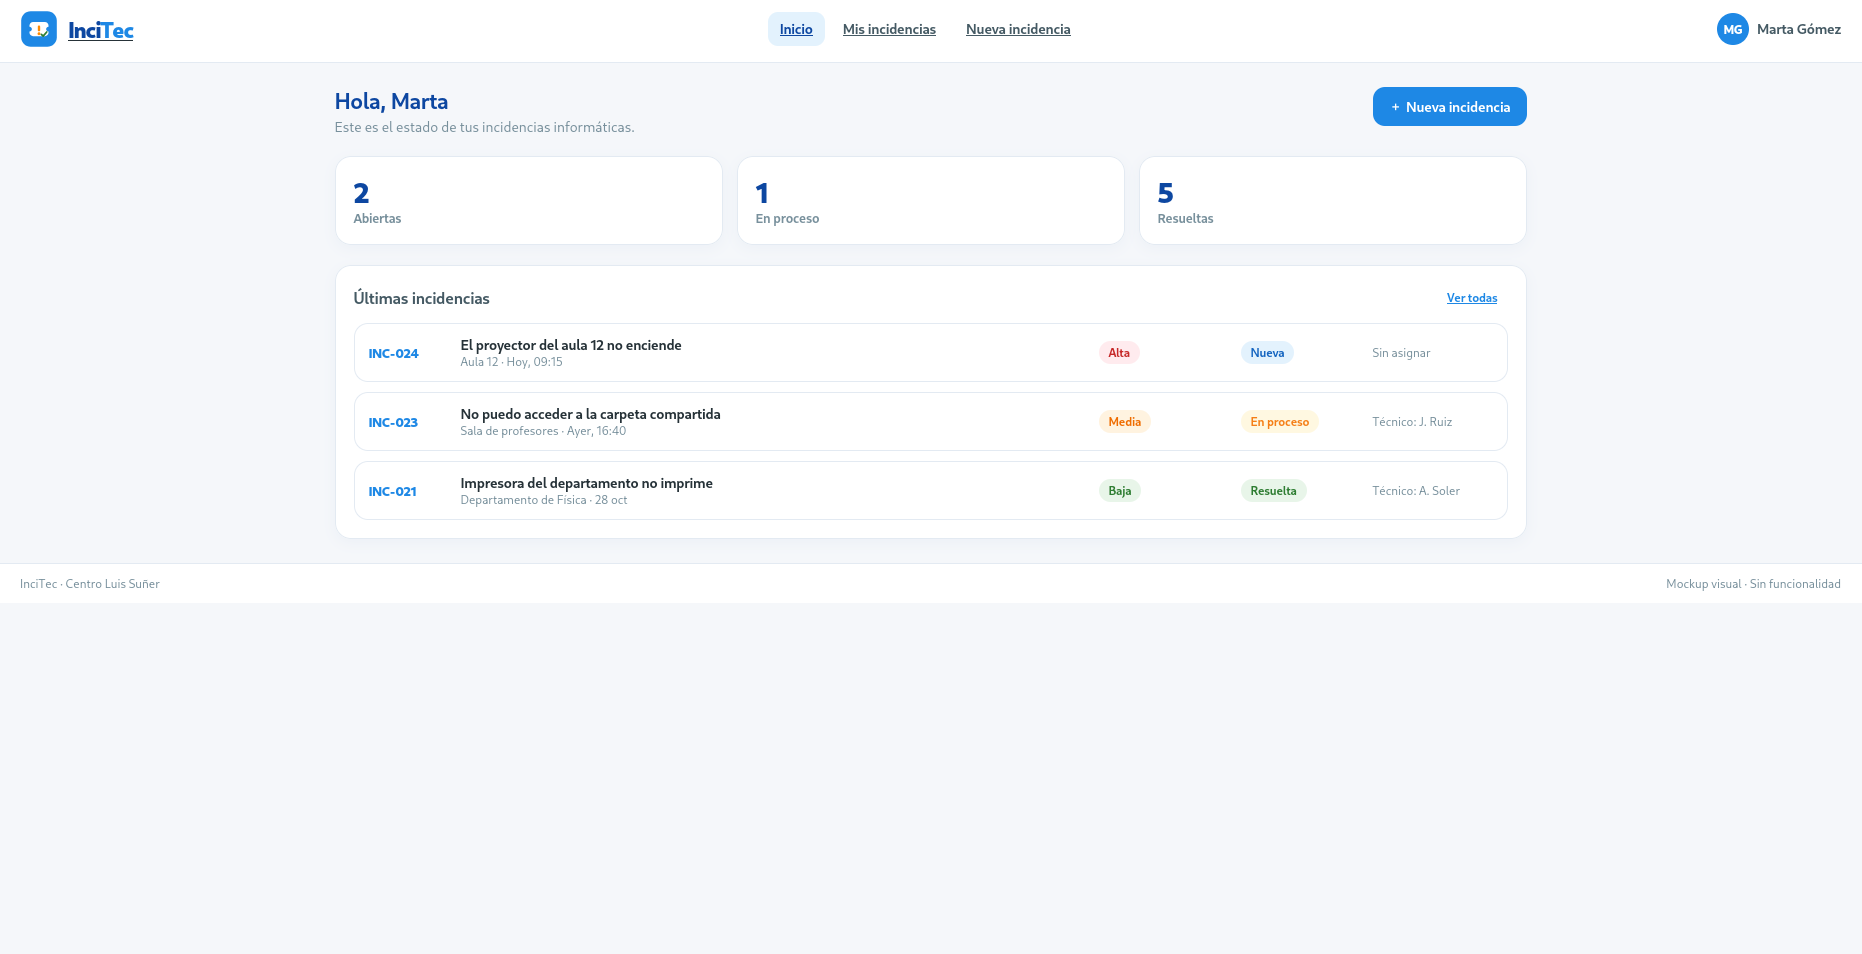 InciTec
Inicio
Mis incidencias
Nueva incidencia
MG
Marta Gómez
Hola, Marta
Este es el estado de tus incidencias informáticas.
+ Nueva incidencia
2
Abiertas
1
En proceso
5
Resueltas
Últimas incidencias
Ver todas
INC-024
El proyector del aula 12 no enciende
Aula 12 · Hoy, 09:15
Alta
Nueva
Sin asignar
INC-023
No puedo acceder a la carpeta compartida
Sala de profesores · Ayer, 16:40
Media
En proceso
Técnico: J. Ruiz
INC-021
Impresora del departamento no imprime
Departamento de Física · 28 oct
Baja
Resuelta
Técnico: A. Soler
InciTec · Centro Luis Suñer
Mockup visual · Sin funcionalidad